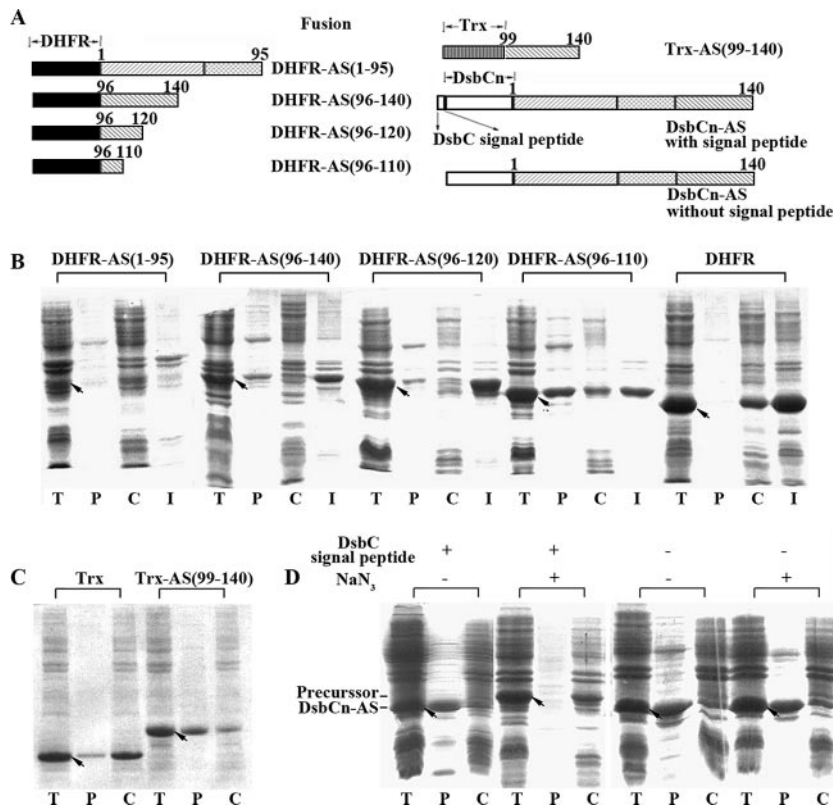 A
Fusion
DHFR
1
95
DHFR-AS(1-95)
96
140
DHFR-AS(96-140)
96
120
DHFR-AS(96-120)
96 110
DHFR-AS(96-110)
Trx
99
140
Trx-AS(99-140)
DsbCn
1
140
DsbC signal peptide
DsbCn-AS
with signal peptide
1
140
DsbCn-AS
without signal peptide
B
DHFR-AS(1-95) DHFR-AS(96-140) DHFR-AS(96-120) DHFR-AS(96-110) DHFR
T P C I T P C I T P C I T P C I T P C I
C
Trx Trx-AS(99-140)
T P C T P C
D
DsbC
signal peptide + + - -
NaN3 - + - +
Precurssor
DsbCn-AS
T P C T P C T P C T P C